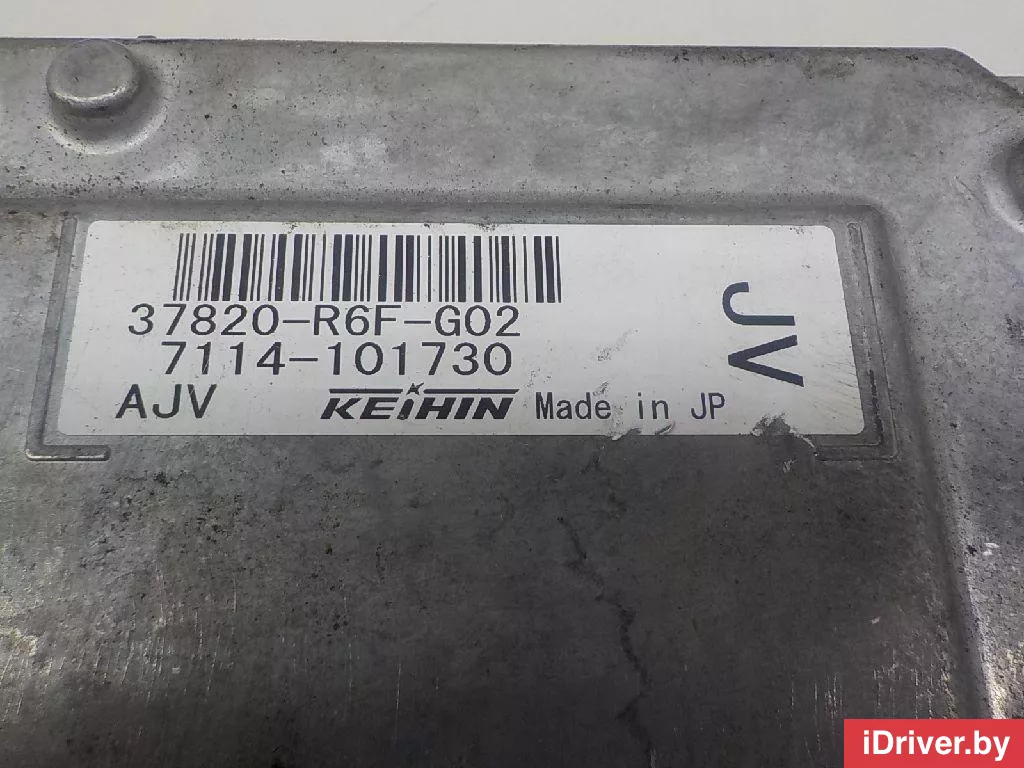 37820-R6F-G02
7114-101730
AJV KEIHIN Made in JP
JV
iDriver.by